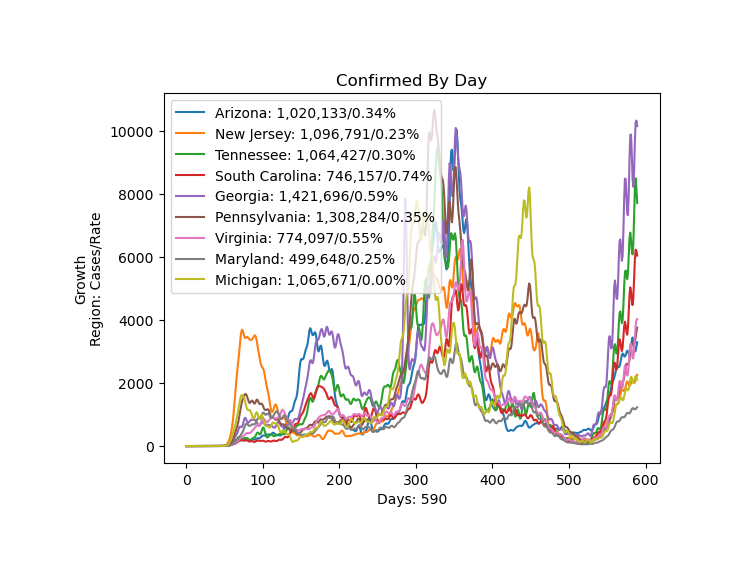 Confirmed By Day
Growth
Region: Cases/Rate
10000
8000
6000
4000
2000
0
Arizona: 1,020,133/0.34%
New Jersey: 1,096,791/0.23%
Tennessee: 1,064,427/0.30%
South Carolina: 746,157/0.74%
Georgia: 1,421,696/0.59%
Pennsylvania: 1,308,284/0.35%
Virginia: 774,097/0.55%
Maryland: 499,648/0.25%
Michigan: 1,065,671/0.00%
0 100 200 300 400 500 600
Days: 590